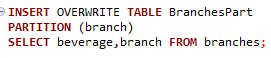 INSERT OVERWRITE TABLE BranchesPart
PARTITION (branch)
SELECT beverage,branch FROM branches;